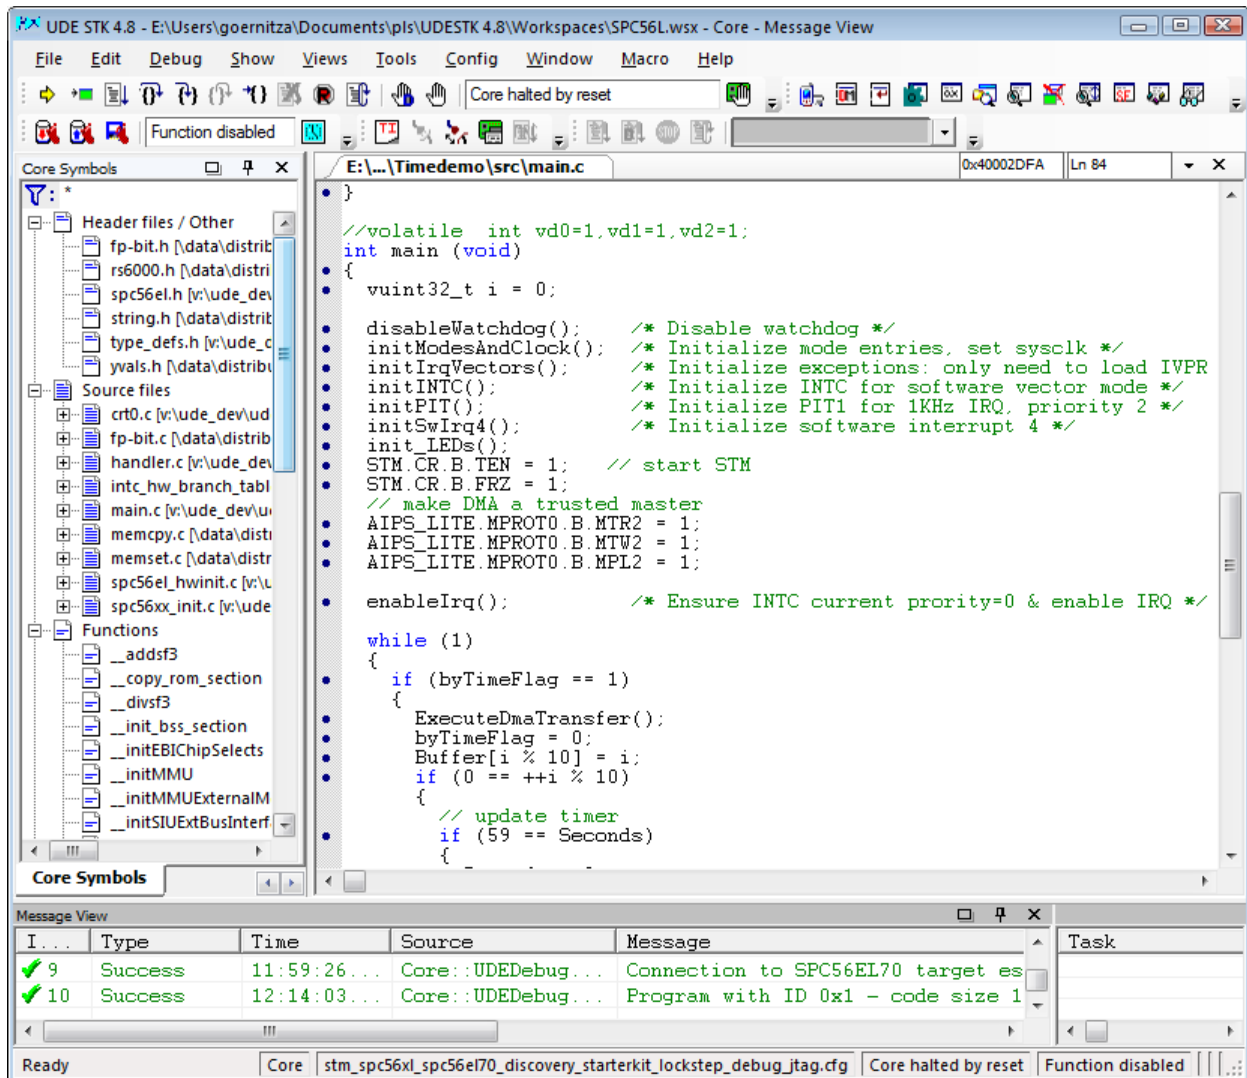 UDE STK 4.8 - E:\Users\goernitza\Documents\pls\UDESTK 4.8\Workspaces\SPC56L.wsx - Core - Message View
File Edit Debug Show Views Tools Config Window Macro Help
Core halted by reset
Function disabled
Core Symbols
E:\...\Timedemo\src\main.c
0x40002DFA Ln 84
: *
Header files / Other
fp-bit.h [\data\distrib
rs6000.h [\data\distri
spc56el.h [v:\ude_dev
string.h [\data\distrib
type_defs.h [v:\ude_c
yvals.h [\data\distribu
Source files
crt0.c [v:\ude_dev\ud
fp-bit.c [\data\distrib
handler.c [v:\ude_dev
intc_hw_branch_tabl
main.c [v:\ude_dev\u
memcpy.c [\data\distr
memset.c [\data\distr
spc56el_hwinit.c [v:\u
spc56xx_init.c [v:\ude
Functions
__addsf3
__copy_rom_section
__divsf3
__init_bss_section
__initEBIChipSelects
__initMMU
__initMMUExternalM
__initSIUExtBusInterf
Core Symbols
}
//volatile  int vd0=1,vd1=1,vd2=1;
int main (void)
{
vuint32_t i = 0;
disableWatchdog();    /* Disable watchdog */
initModesAndClock();  /* Initialize mode entries, set sysclk */
initIrqVectors();     /* Initialize exceptions: only need to load IVPR
initINTC();           /* Initialize INTC for software vector mode */
initPIT();            /* Initialize PIT1 for 1KHz IRQ, priority 2 */
initSwIrq4();         /* Initialize software interrupt 4 */
init_LEDs();
STM.CR.B.TEN = 1;   // start STM
STM.CR.B.FRZ = 1;
// make DMA a trusted master
AIPS_LITE.MPROT0.B.MTR2 = 1;
AIPS_LITE.MPROT0.B.MTW2 = 1;
AIPS_LITE.MPROT0.B.MPL2 = 1;
enableIrq();          /* Ensure INTC current prority=0 & enable IRQ */
while (1)
{
if (byTimeFlag == 1)
{
ExecuteDmaTransfer();
byTimeFlag = 0;
Buffer[i % 10] = i;
if (0 == ++i % 10)
{
// update timer
if (59 == Seconds)
{
Message View
I... Type Time Source Message Task
9 Success 11:59:26... Core::UDEDebug... Connection to SPC56EL70 target es
10 Success 12:14:03... Core::UDEDebug... Program with ID 0x1 – code size 1
Ready Core stm_spc56xl_spc56el70_discovery_starterkit_lockstep_debug_jtag.cfg Core halted by reset Function disabled